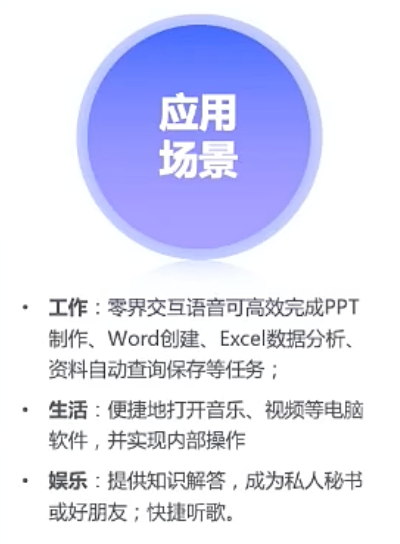 应用
场景
• 工作：零界交互语音可高效完成PPT
制作、Word创建、Excel数据分析、
资料自动查询保存等任务；
• 生活：便捷地打开音乐、视频等电脑
软件，并实现内部操作
• 娱乐：提供知识解答，成为私人秘书
或好朋友；快捷听歌。